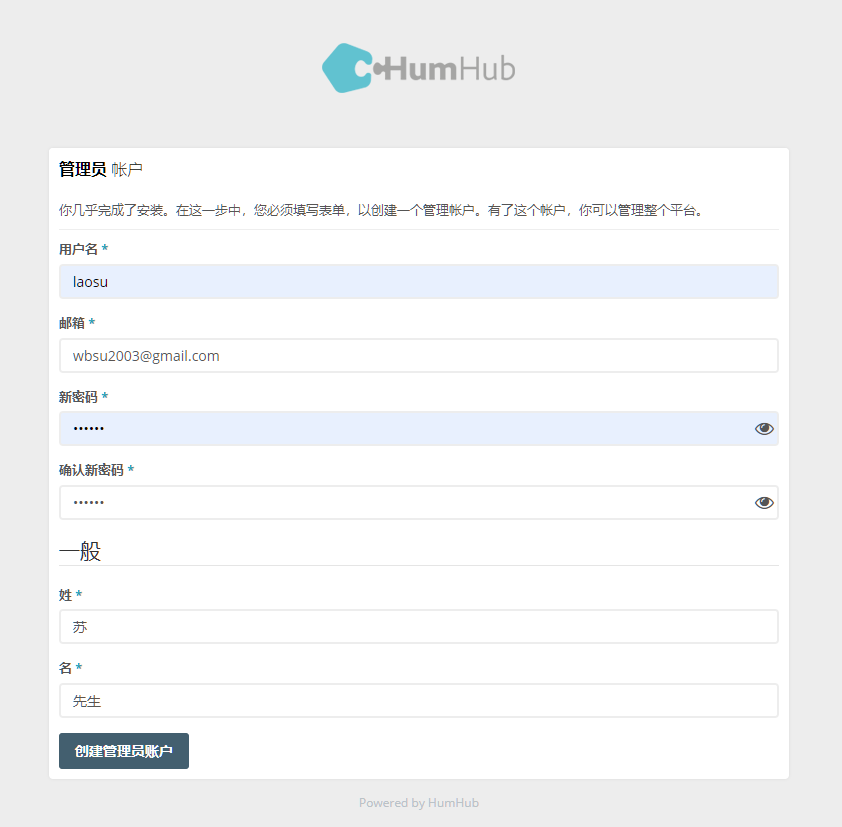 HumHub
管理员 帐户
你几乎完成了安装。在这一步中，您必须填写表单，以创建一个管理帐户。有了这个帐户，你可以管理整个平台。
用户名 *
laosu
邮箱 *
wbsu2003@gmail.com
新密码 *
••••••
确认新密码 *
••••••
一般
姓 *
苏
名 *
先生
创建管理员账户
Powered by HumHub